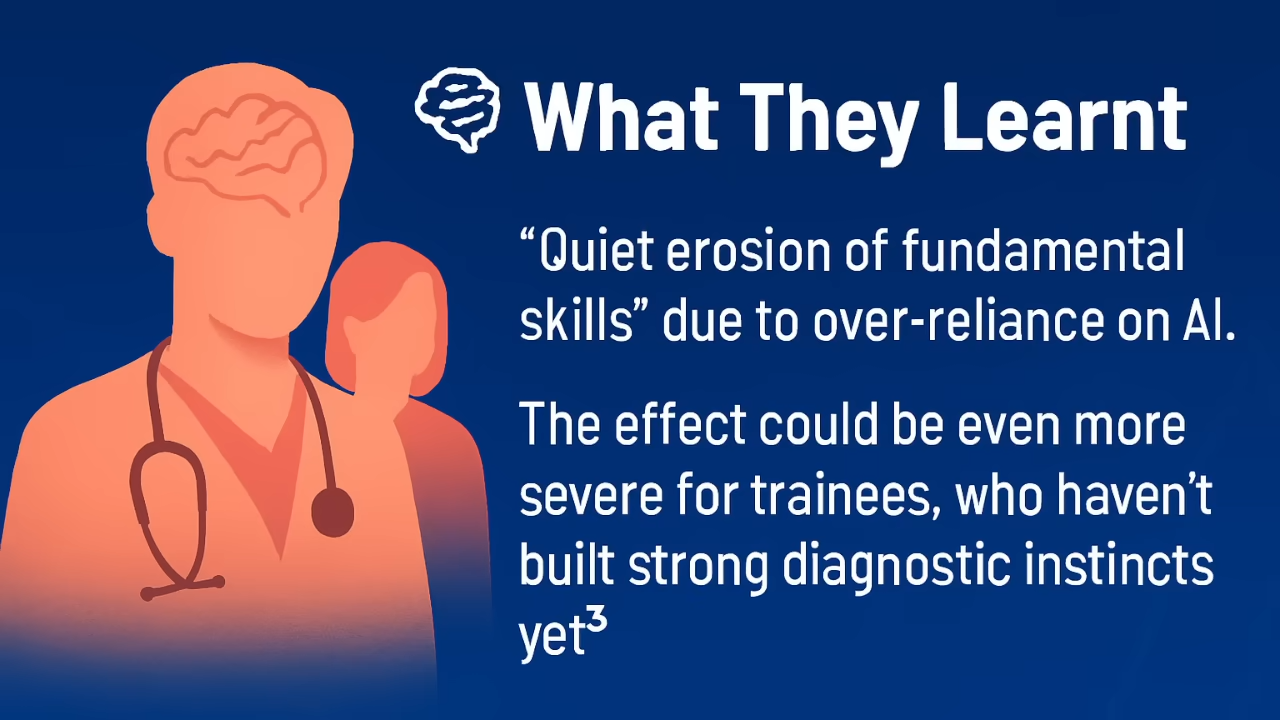 What They Learnt
“Quiet erosion of fundamental
skills” due to over-reliance on AI.
The effect could be even more
severe for trainees, who haven’t
built strong diagnostic instincts
yet³